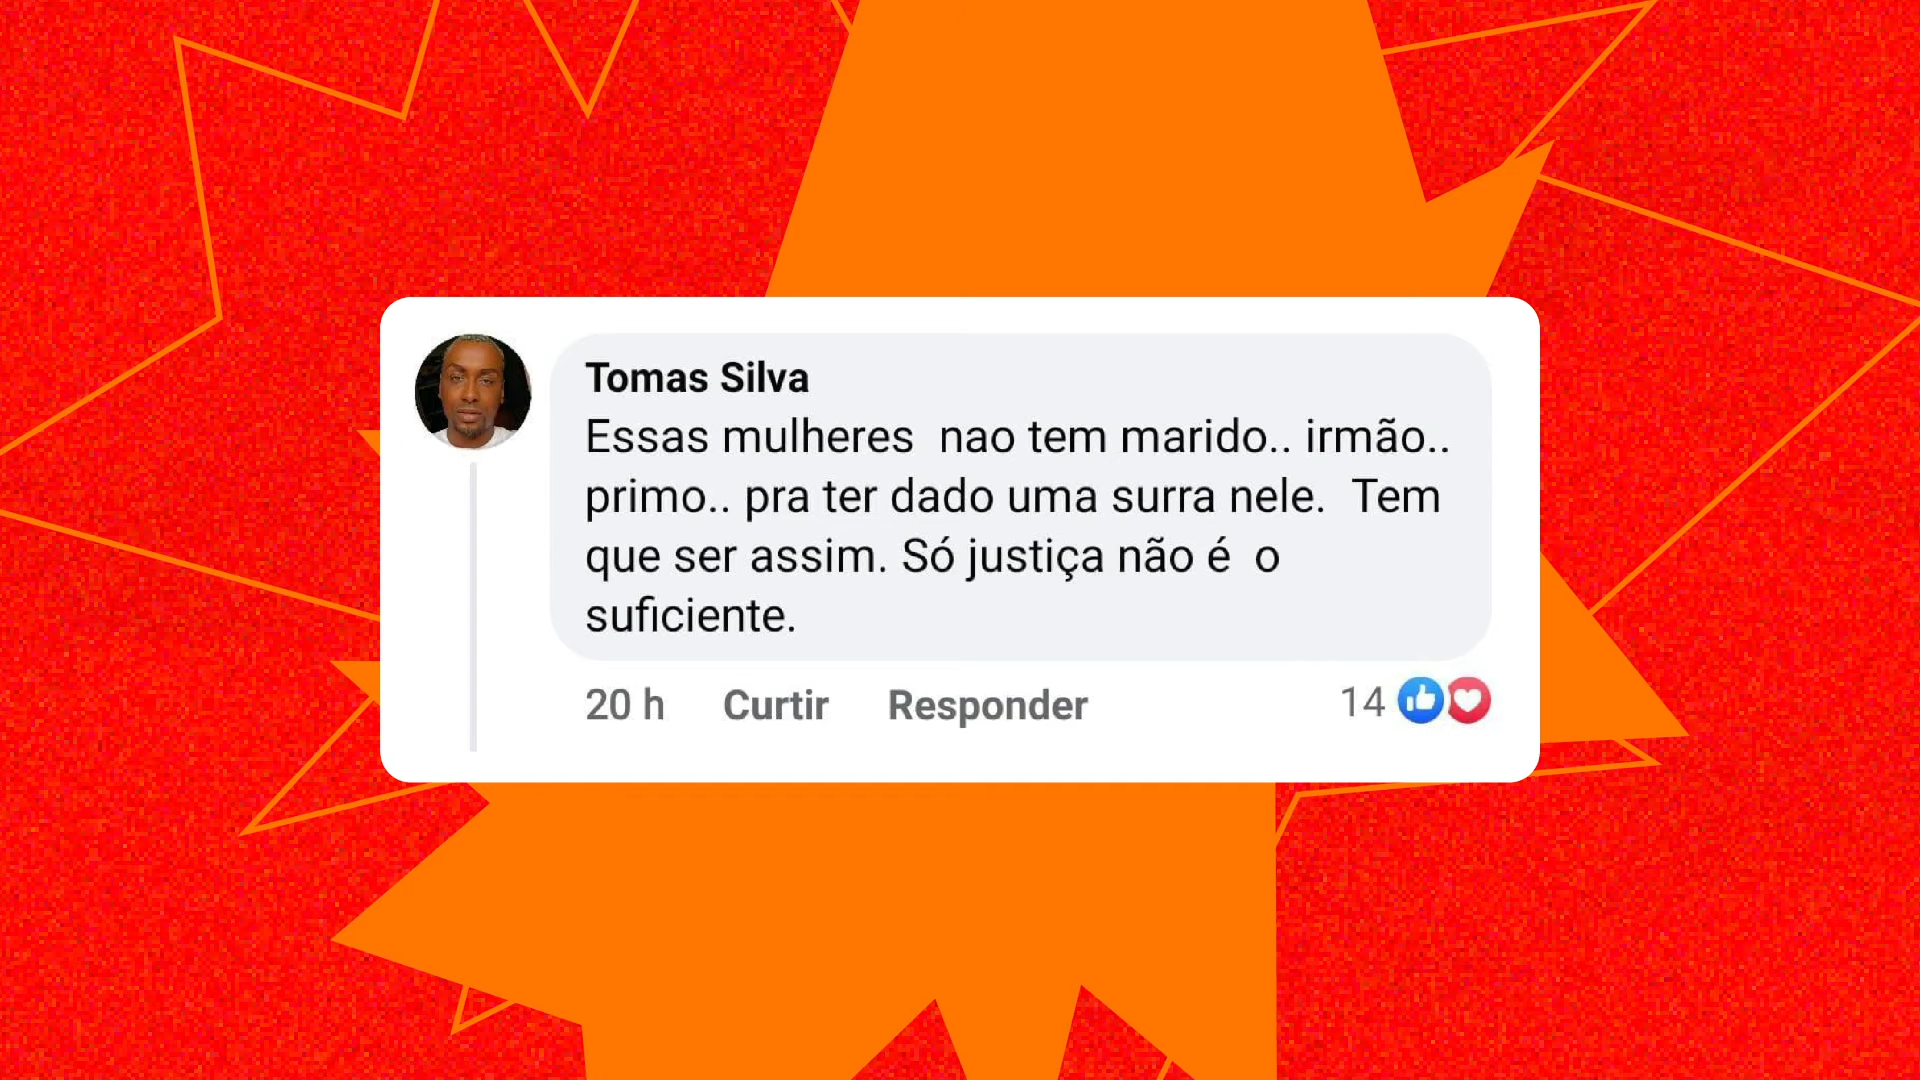 Tomas Silva
Essas mulheres  nao tem marido.. irmão..
primo.. pra ter dado uma surra nele.  Tem
que ser assim. Só justiça não é  o
suficiente.
20 h Curtir Responder 14